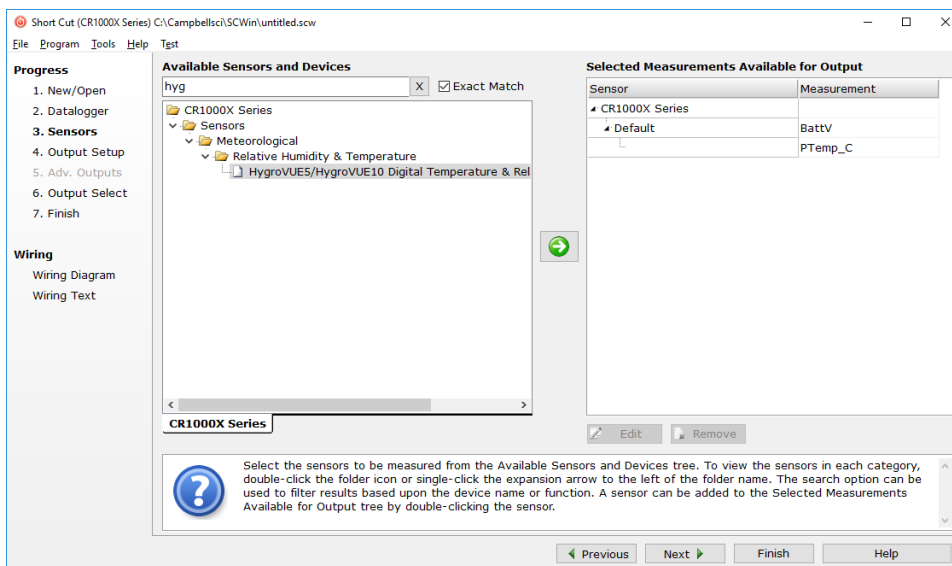 Short Cut (CR1000X Series) C:\Campbellsci\SCWin\untitled.scw
File Program Tools Help Test
Progress
1. New/Open
2. Datalogger
3. Sensors
4. Output Setup
5. Adv. Outputs
6. Output Select
7. Finish
Wiring
Wiring Diagram
Wiring Text
Available Sensors and Devices
hyg X Exact Match
CR1000X Series
Sensors
Meteorological
Relative Humidity & Temperature
HygroVUE5/HygroVUE10 Digital Temperature & Rel
CR1000X Series
Selected Measurements Available for Output
Sensor Measurement
CR1000X Series
Default BattV
PTemp_C
Edit Remove
Select the sensors to be measured from the Available Sensors and Devices tree. To view the sensors in each category,
double-click the folder icon or single-click the expansion arrow to the left of the folder name. The search option can be
used to filter results based upon the device name or function. A sensor can be added to the Selected Measurements
Available for Output tree by double-clicking the sensor.
Previous Next Finish Help